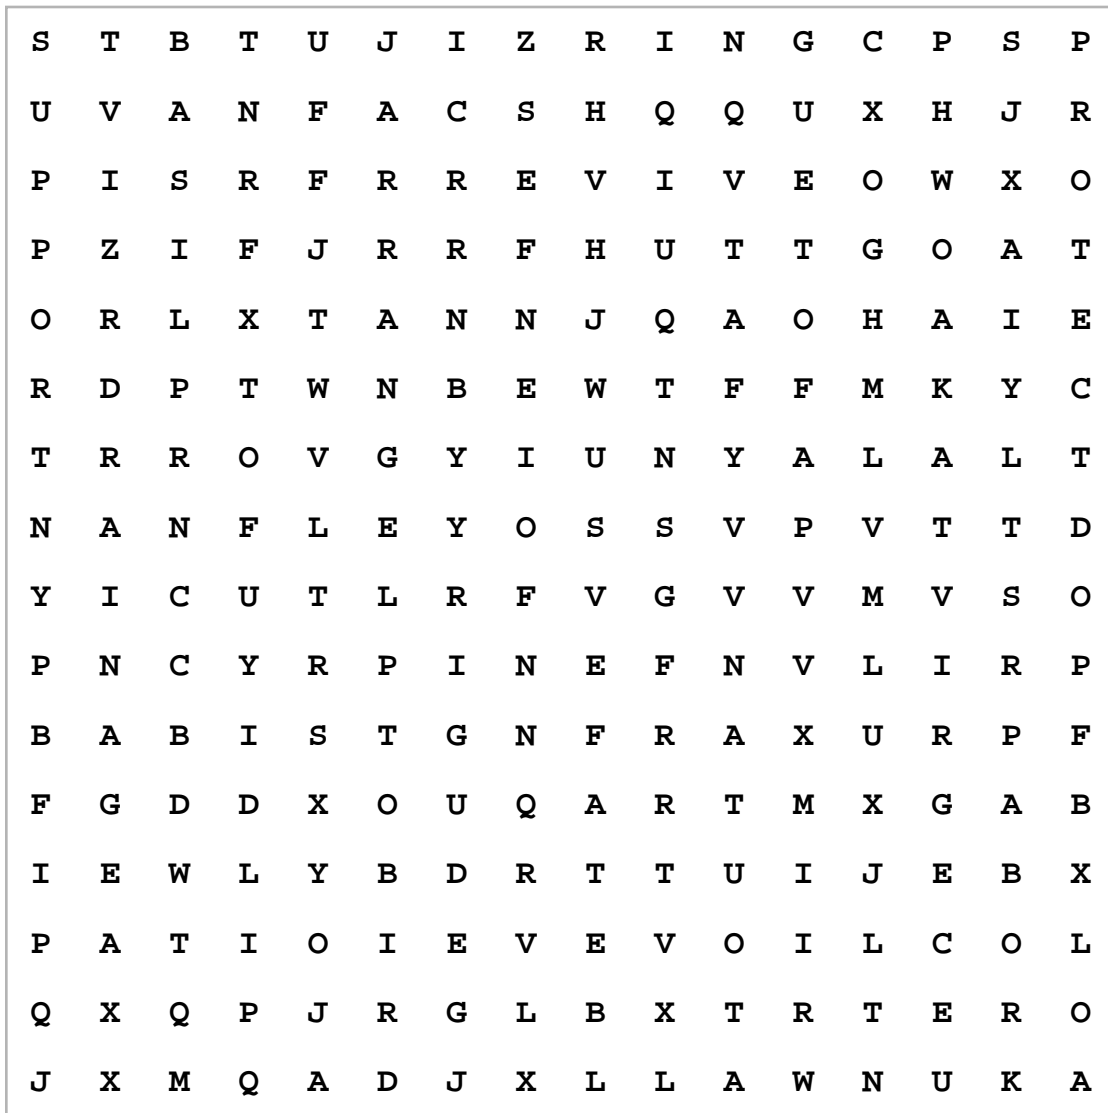 S T B T U J I Z R I N G C P S P
U V A N F A C S H Q Q U X H J R
P I S R F R R E V I V E O W X O
P Z I F J R R F H U T T G O A T
O R L X T A N N J Q A O H A I E
R D P T W N B E W T F F M K Y C
T R R O V G Y I U N Y A L A L T
N A N F L E Y O S S V P V T T D
Y I C U T L R F V G V V M V S O
P N C Y R P I N E F N V L I R P
B A B I S T G N F R A X U R P F
F G D D X O U Q A R T M X G A B
I E W L Y B D R T T U I J E B X
P A T I O I E V E V O I L C O L
Q X Q P J R G L B X T R T E R O
J X M Q A D J X L L A W N U K A